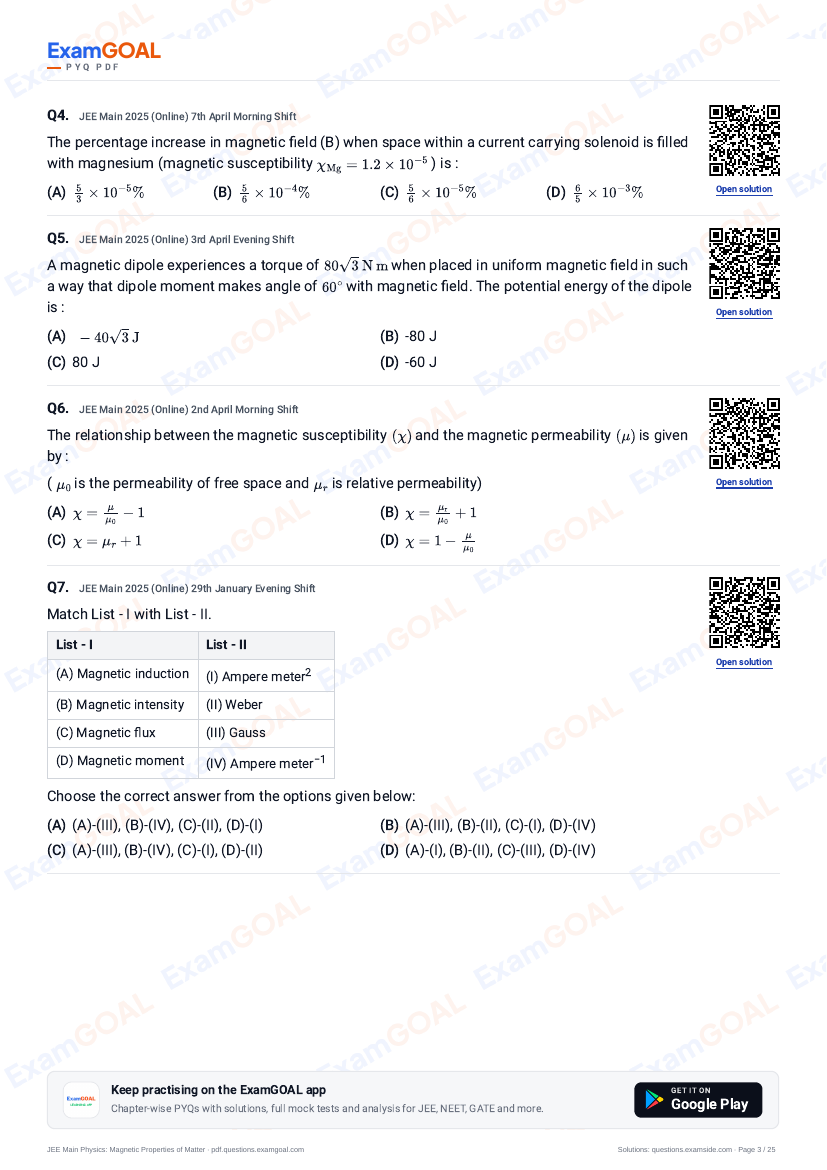 ExamGOAL
PYQ PDF
Q4. JEE Main 2025 (Online) 7th April Morning Shift
The percentage increase in magnetic field (B) when space within a current carrying solenoid is filled
with magnesium (magnetic susceptibility χ_Mg = 1.2 × 10⁻⁵ ) is :
(A) 5/3 × 10⁻⁵% (B) 5/6 × 10⁻⁴% (C) 5/6 × 10⁻⁵% (D) 6/5 × 10⁻³%
Open solution
Q5. JEE Main 2025 (Online) 3rd April Evening Shift
A magnetic dipole experiences a torque of 80√3 N m when placed in uniform magnetic field in such
a way that dipole moment makes angle of 60° with magnetic field. The potential energy of the dipole
is :
(A) − 40√3 J (B) -80 J
(C) 80 J (D) -60 J
Open solution
Q6. JEE Main 2025 (Online) 2nd April Morning Shift
The relationship between the magnetic susceptibility (χ) and the magnetic permeability (μ) is given
by :
( μ₀ is the permeability of free space and μᵣ is relative permeability)
(A) χ = μ/μ₀ − 1 (B) χ = μᵣ/μ₀ + 1
(C) χ = μᵣ + 1 (D) χ = 1 − μ/μ₀
Open solution
Q7. JEE Main 2025 (Online) 29th January Evening Shift
Match List - I with List - II.
List - I List - II
(A) Magnetic induction (I) Ampere meter²
(B) Magnetic intensity (II) Weber
(C) Magnetic flux (III) Gauss
(D) Magnetic moment (IV) Ampere meter⁻¹
Open solution
Choose the correct answer from the options given below:
(A) (A)-(III), (B)-(IV), (C)-(II), (D)-(I) (B) (A)-(III), (B)-(II), (C)-(I), (D)-(IV)
(C) (A)-(III), (B)-(IV), (C)-(I), (D)-(II) (D) (A)-(I), (B)-(II), (C)-(III), (D)-(IV)
ExamGOAL
Keep practising on the ExamGOAL app
Chapter-wise PYQs with solutions, full mock tests and analysis for JEE, NEET, GATE and more.
GET IT ON
Google Play
JEE Main Physics: Magnetic Properties of Matter · pdf.questions.examgoal.com
Solutions: questions.examside.com · Page 3 / 25